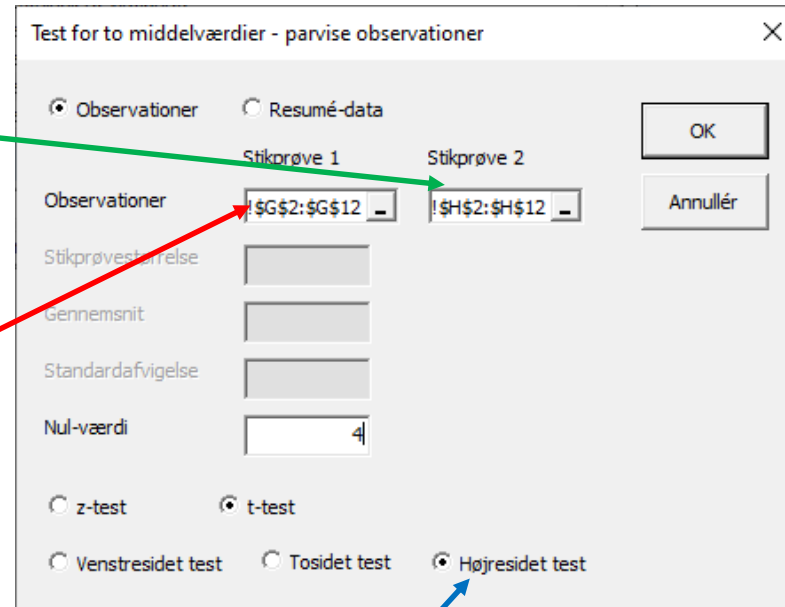 Test for to middelværdier - parvise observationer
Observationer Resumé-data
OK
Stikprøve 1 Stikprøve 2
Observationer !$G$2:$G$12 !$H$2:$H$12 Annullér
Stikprøvestørrelse
Gennemsnit
Standardafvigelse
Nul-værdi 4
z-test t-test
Venstresidet test Tosidet test Højresidet test